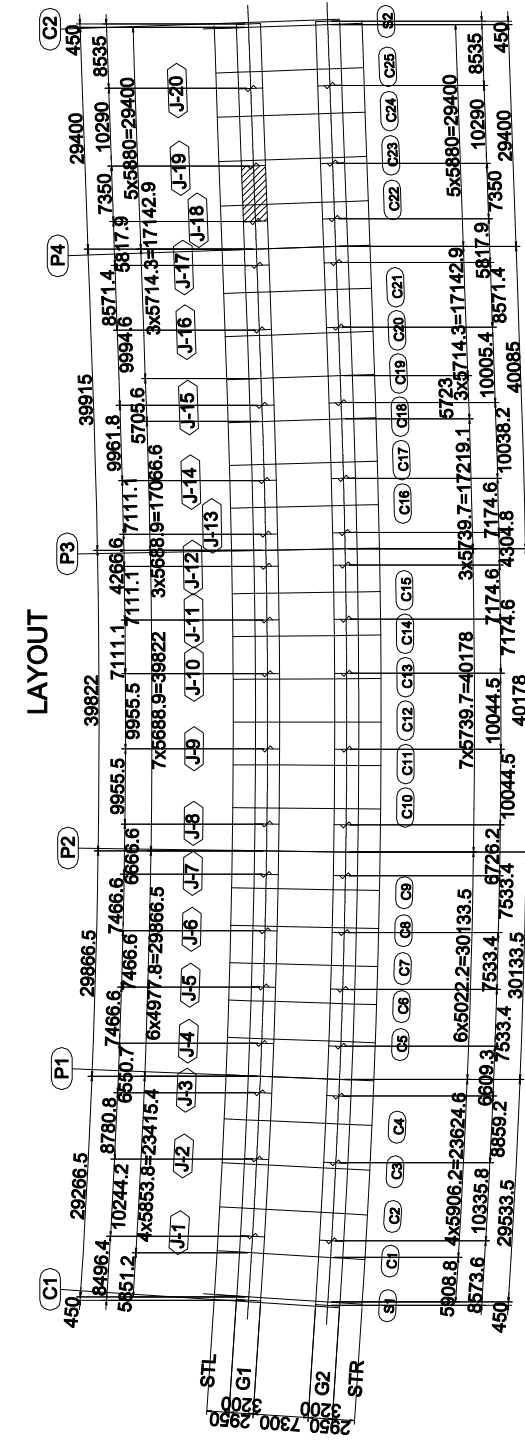 LAYOUT
C1
P1
P2
P3
P4
C2
450
29266.5
29866.5
39822
39915
29400
450
8496.4
10244.2
8780.8
6550.7
7466.6
7466.6
7466.6
6666.6
9955.5
9955.5
7111.1
7111.1
4266.6
7111.1
9961.8
9994.6
8571.4
5817.9
7350
10290
8535
5851.2
4x5853.8=23415.4
6x4977.8=29866.5
7x5688.9=39822
3x5688.9=17066.6
5705.6
3x5714.3=17142.9
5x5880=29400
J-1
J-2
J-3
J-4
J-5
J-6
J-7
J-8
J-9
J-10
J-11
J-12
J-13
J-14
J-15
J-16
J-17
J-18
J-19
J-20
STL
G1
G2
STR
2950
3200
7300
3200
2950
S1
C1
C2
C3
C4
C5
C6
C7
C8
C9
C10
C11
C12
C13
C14
C15
C16
C17
C18
C19
C20
C21
C22
C23
C24
C25
S2
5908.8
4x5906.2=23624.6
6x5022.2=30133.5
7x5739.7=40178
3x5739.7=17219.1
5723
3x5714.3=17142.9
5x5880=29400
8573.6
10335.8
8859.2
6609.3
7533.4
7533.4
7533.4
6726.2
10044.5
10044.5
7174.6
7174.6
4304.8
7174.6
10038.2
10005.4
8571.4
5817.9
7350
10290
8535
450
29533.5
30133.5
40178
40085
29400
450